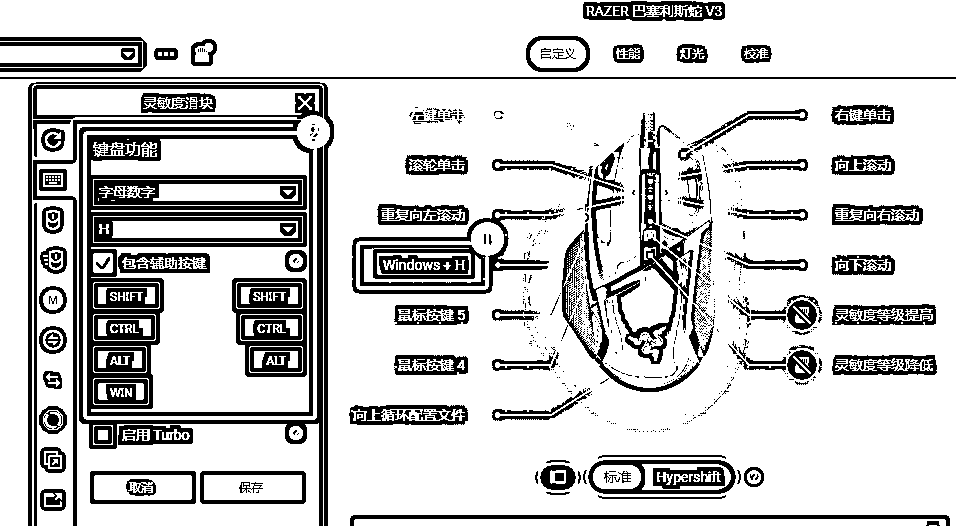 RAZER 巴塞利斯蛇 V3
自定义
性能
灯光
校准
灵敏度滑块
键盘功能
字母数字
H
包含辅助按键
SHIFT
SHIFT
CTRL
CTRL
ALT
ALT
WIN
启用 Turbo
取消
保存
M
左键单击
滚轮单击
重复向左滚动
Windows + H
鼠标按键 5
鼠标按键 4
向上循环配置文件
右键单击
向上滚动
重复向右滚动
向下滚动
灵敏度等级提高
灵敏度等级降低
标准
Hypershift